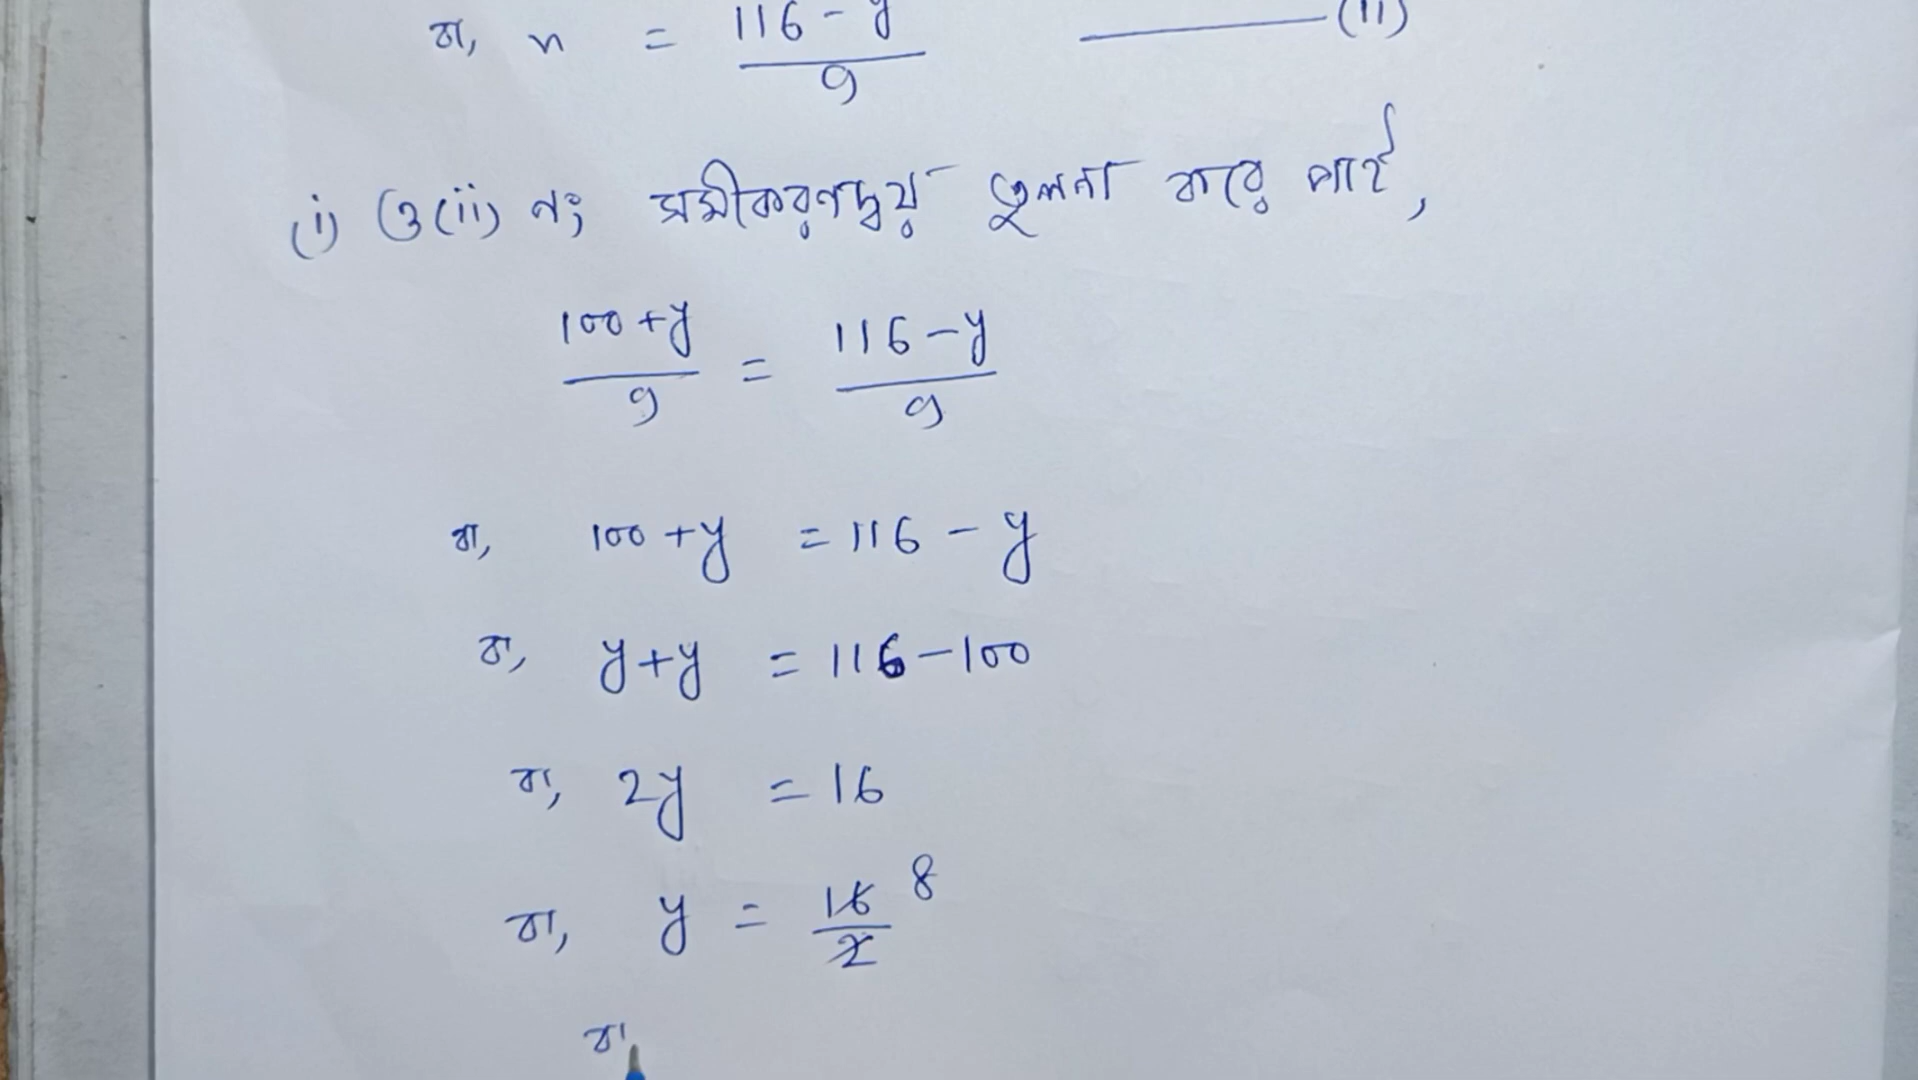 বা, x = 116 - y / 9 ——— (ii)
(i) ও (ii) নং সমীকরণদ্বয় তুলনা করে পাই,
100 + y / 9 = 116 - y / 9
বা, 100 + y = 116 - y
বা, y + y = 116 - 100
বা, 2y = 16
বা, y = 16 / 2 8
বা